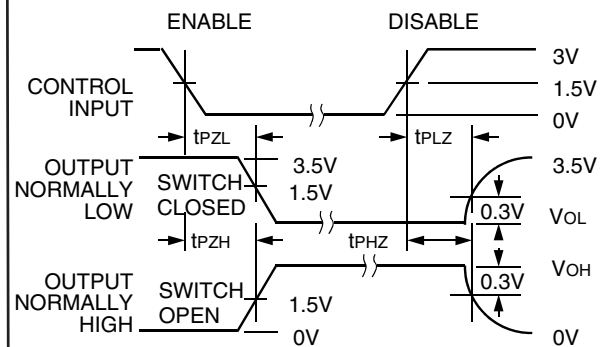 ENABLE DISABLE
CONTROL INPUT
3V
1.5V
0V
tPZL
tPLZ
OUTPUT NORMALLY LOW
SWITCH CLOSED
3.5V
1.5V
3.5V
0.3V
VOL
tPZH
tPHZ
OUTPUT NORMALLY HIGH
SWITCH OPEN
1.5V
0V
VOH
0.3V
0V